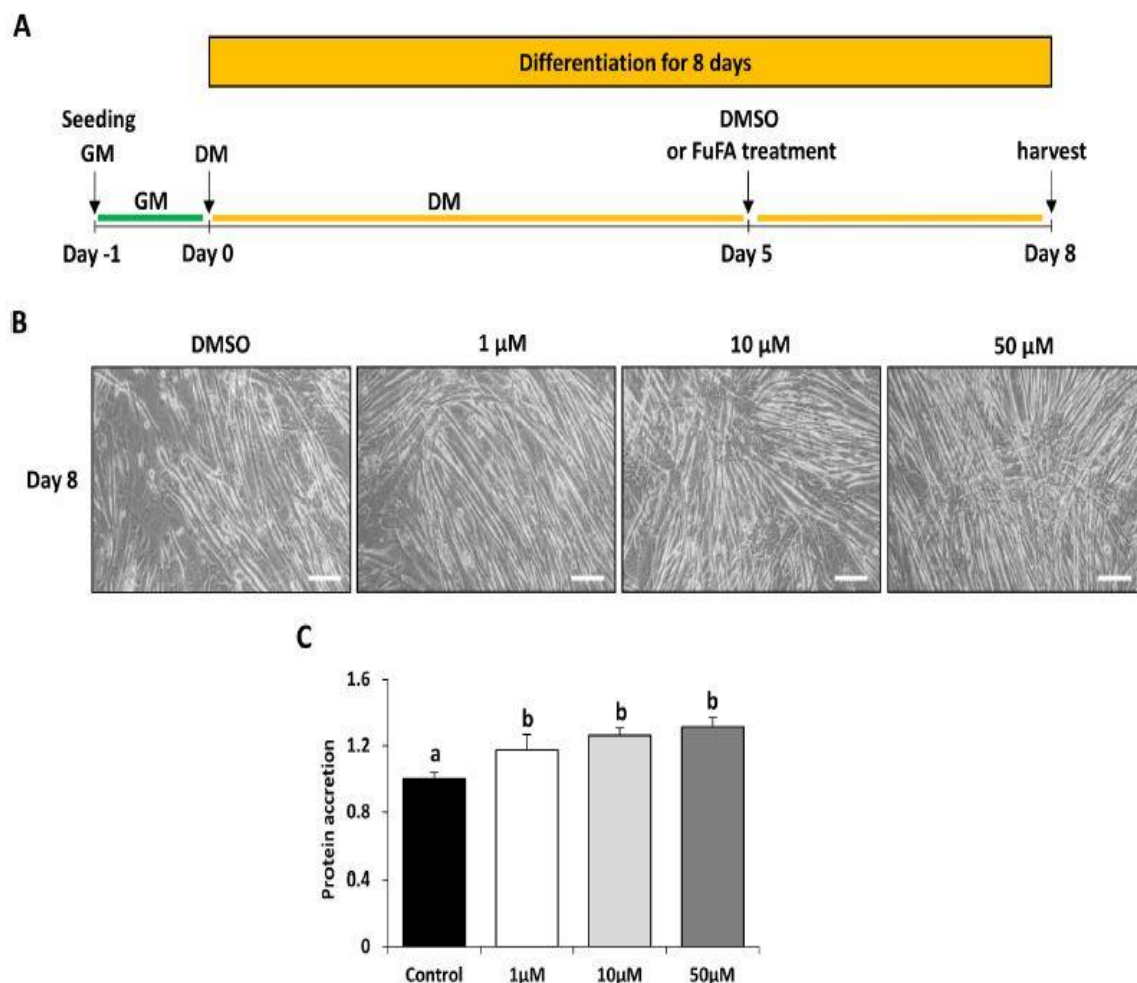 A
Differentiation for 8 days
Seeding
GM
DM
DMSO
or FuFA treatment
harvest
GM
DM
Day -1
Day 0
Day 5
Day 8
B
DMSO
1 µM
10 µM
50 µM
Day 8
C
Protein accretion
1.6
1.2
0.8
0.4
0
a
b
b
b
Control
1µM
10µM
50µM